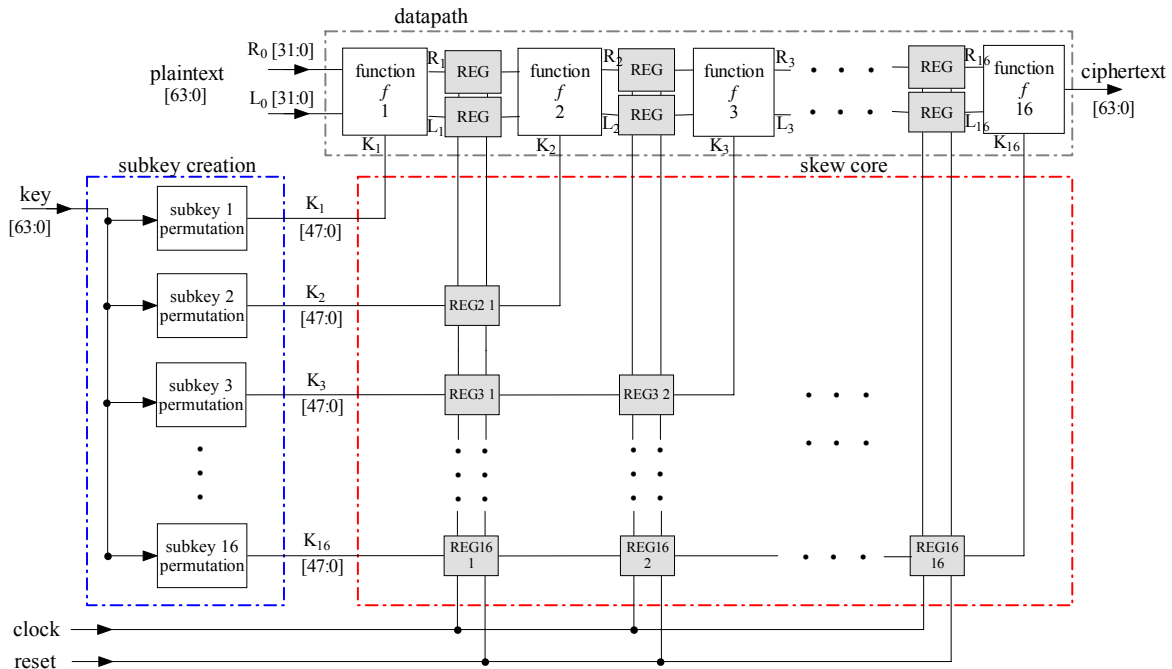 datapath
R0 [31:0]
plaintext
[63:0]
L0 [31:0]
function
f
1
R1
REG
REG
L1
K1
function
f
2
R2
REG
REG
L2
K2
function
f
3
R3
L3
K3
REG
REG
R16
L16
function
f
16
K16
ciphertext
[63:0]
subkey creation
skew core
key
[63:0]
subkey 1
permutation
K1
[47:0]
subkey 2
permutation
K2
[47:0]
REG2 1
subkey 3
permutation
K3
[47:0]
REG3 1
REG3 2
subkey 16
permutation
K16
[47:0]
REG16
1
REG16
2
REG16
16
clock
reset